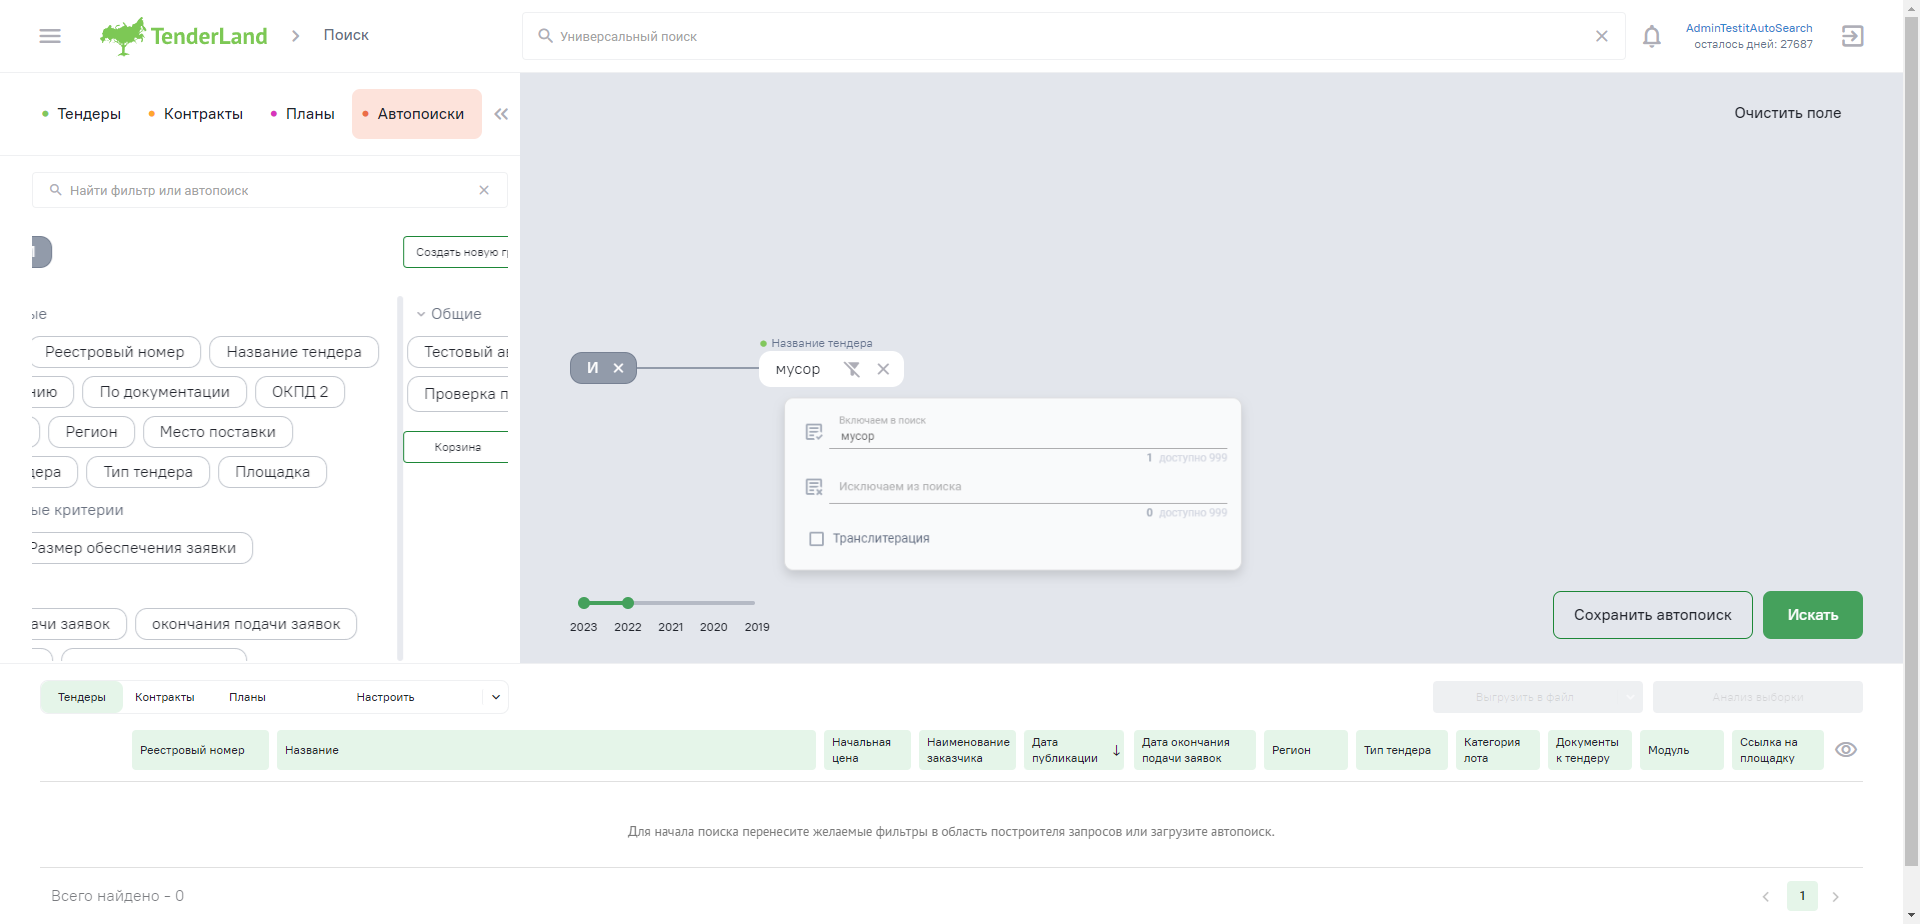 TenderLand
Поиск
Универсальный поиск
AdminTestitAutoSearch
осталось дней: 27687
Тендеры
Контракты
Планы
Автопоиски
Очистить поле
Найти фильтр или автопоиск
Создать новую г
ые
Общие
Реестровый номер
Название тендера
Тестовый ав
нию
По документации
ОКПД 2
Проверка п
Регион
Место поставки
Корзина
дера
Тип тендера
Площадка
ые критерии
Размер обеспечения заявки
ачи заявок
окончания подачи заявок
Название тендера
И
мусор
Включаем в поиск
мусор
1 доступно 999
Исключаем из поиска
0 доступно 999
Транслитерация
2023
2022
2021
2020
2019
Сохранить автопоиск
Искать
Тендеры
Контракты
Планы
Настроить
Выгрузить в файл
Анализ выборки
Реестровый номер
Название
Начальная
цена
Наименование
заказчика
Дата
публикации
Дата окончания
подачи заявок
Регион
Тип тендера
Категория
лота
Документы
к тендеру
Модуль
Ссылка на
площадку
Для начала поиска перенесите желаемые фильтры в область построителя запросов или загрузите автопоиск.
Всего найдено - 0
1